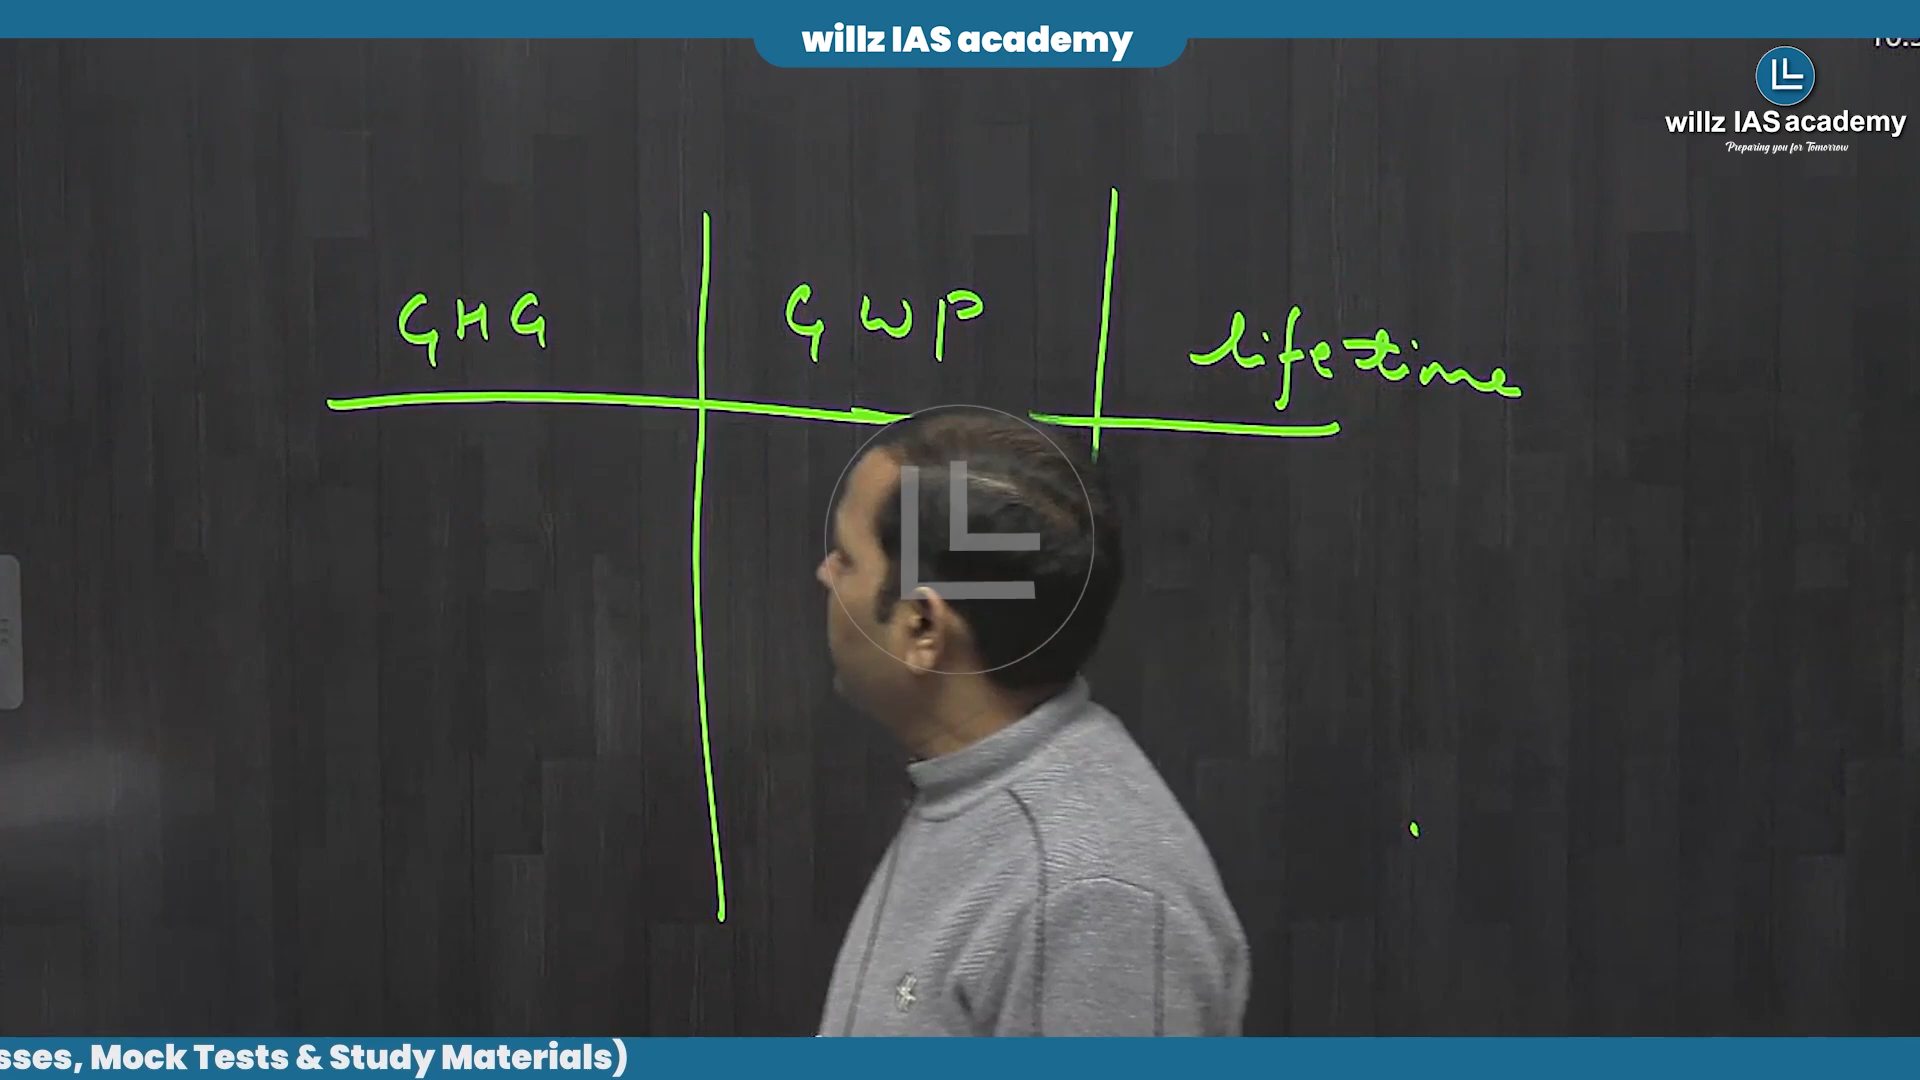 willz IAS academy
willz IAS academy
Preparing you for Tomorrow
GHG GWP lifetime
sses, Mock Tests & Study Materials)